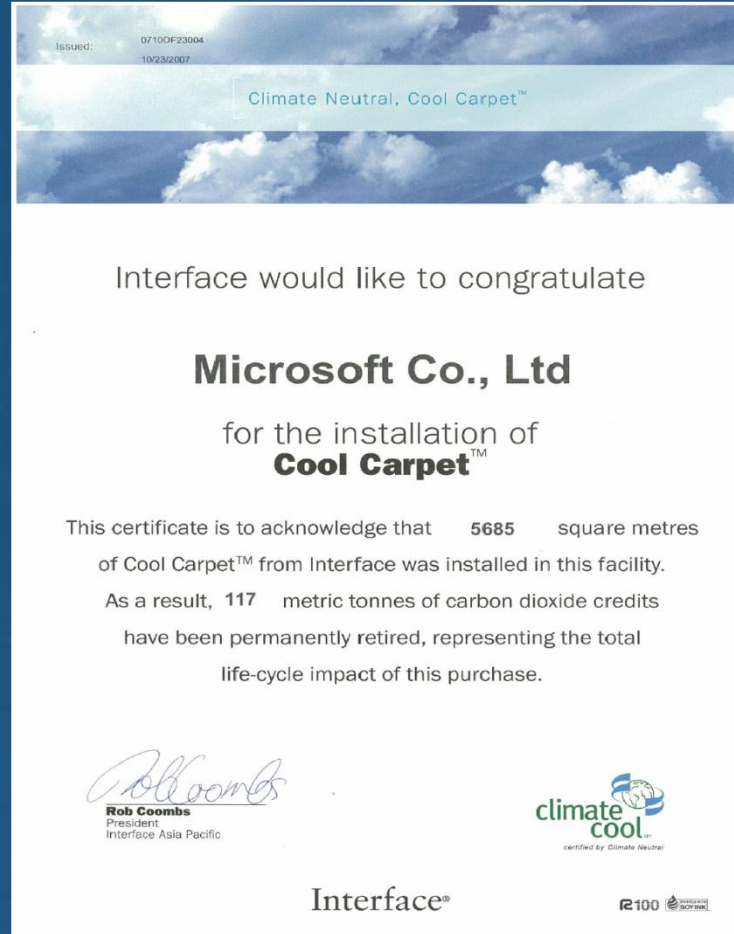 Issued: 0710OF23004
10/23/2007
Climate Neutral, Cool Carpet™
Interface would like to congratulate
Microsoft Co., Ltd
for the installation of
Cool Carpet™
This certificate is to acknowledge that 5685 square metres
of Cool Carpet™ from Interface was installed in this facility.
As a result, 117 metric tonnes of carbon dioxide credits
have been permanently retired, representing the total
life-cycle impact of this purchase.
Rob Coombs
Rob Coombs
President
Interface Asia Pacific
climate
cool
certified by Climate Neutral
Interface®
100
SOY INK